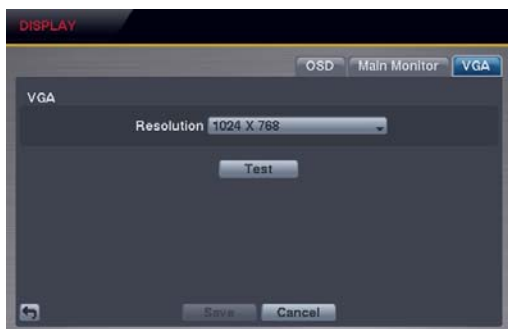 DISPLAY
OSD Main Monitor VGA
VGA
Resolution 1024 X 768
Test
Save Cancel